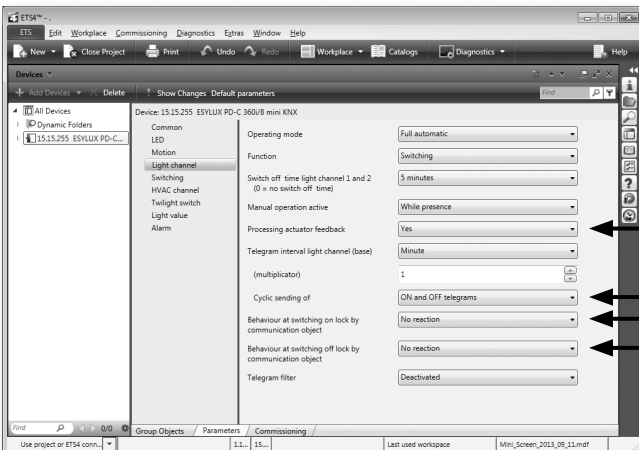 ETS4™ - .
ETS Edit Workplace Commissioning Diagnostics Extras Window Help
New Close Project Print Undo Redo Workplace Catalogs Diagnostics Help
Devices
Add Devices Delete ! Show Changes Default parameters Find
All Devices
Dynamic Folders
15.15.255 ESYLUX PD-C...
Device: 15.15.255 ESYLUX PD-C 360i/8 mini KNX
Common
LED
Motion
Light channel
Switching
HVAC channel
Twilight switch
Light value
Alarm
Operating mode Full automatic
Function Switching
Switch off time light channel 1 and 2 5 minutes
(0 = no switch off time)
Manual operation active While presence
Processing actuator feedback Yes
Telegram interval light channel (base) Minute
(multiplicator) 1
Cyclic sending of ON and OFF telegrams
Behaviour at switching on lock by No reaction
communication object
Behaviour at switching off lock by No reaction
communication object
Telegram filter Deactivated
Find 0/0 Group Objects Parameters Commissioning
Use project or ETS4 conn... 1.1... 15.... Last used workspace Mini_Screen_2013_09_11.mdf